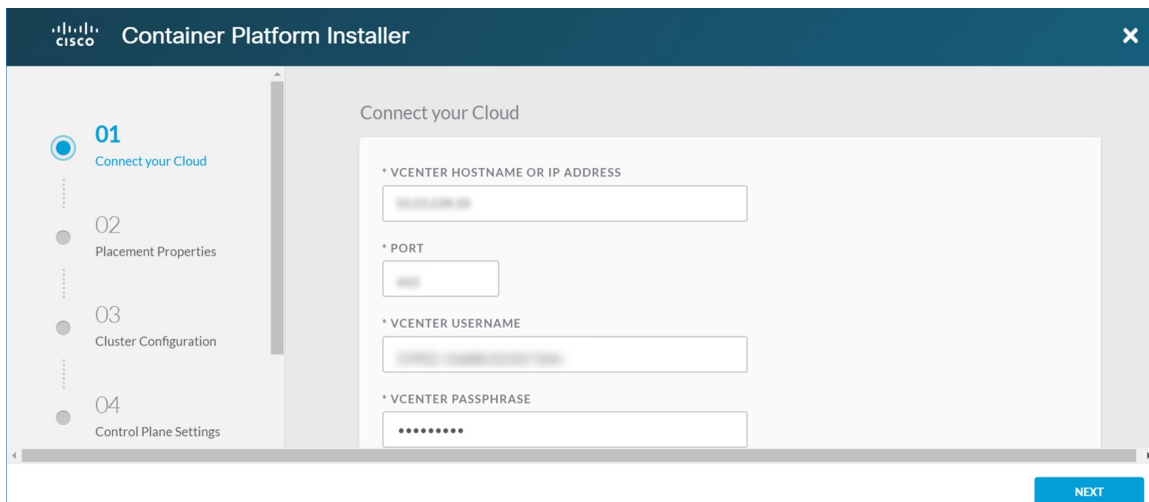 cisco Container Platform Installer
01
Connect your Cloud
02
Placement Properties
03
Cluster Configuration
04
Control Plane Settings
Connect your Cloud
* VCENTER HOSTNAME OR IP ADDRESS
* PORT
* VCENTER USERNAME
* VCENTER PASSPHRASE
NEXT